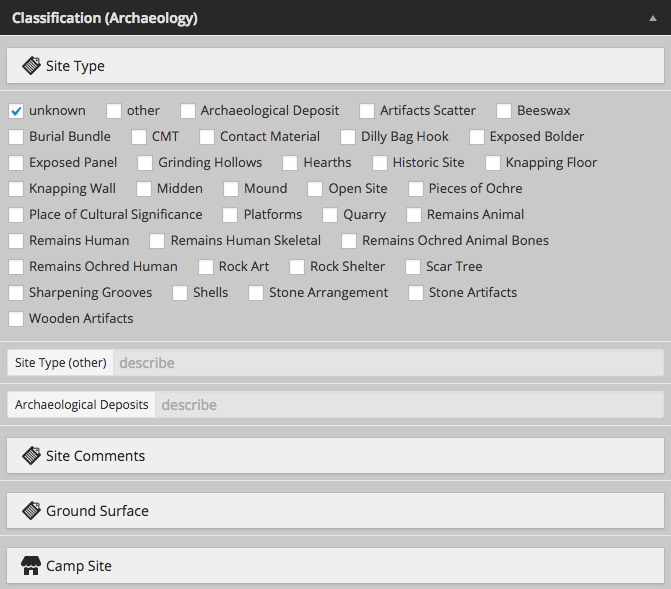 Classification (Archaeology)
Site Type
unknown other Archaeological Deposit Artifacts Scatter Beeswax
Burial Bundle CMT Contact Material Dilly Bag Hook Exposed Bolder
Exposed Panel Grinding Hollows Hearths Historic Site Knapping Floor
Knapping Wall Midden Mound Open Site Pieces of Ochre
Place of Cultural Significance Platforms Quarry Remains Animal
Remains Human Remains Human Skeletal Remains Ochred Animal Bones
Remains Ochred Human Rock Art Rock Shelter Scar Tree
Sharpening Grooves Shells Stone Arrangement Stone Artifacts
Wooden Artifacts
Site Type (other) describe
Archaeological Deposits describe
Site Comments
Ground Surface
Camp Site